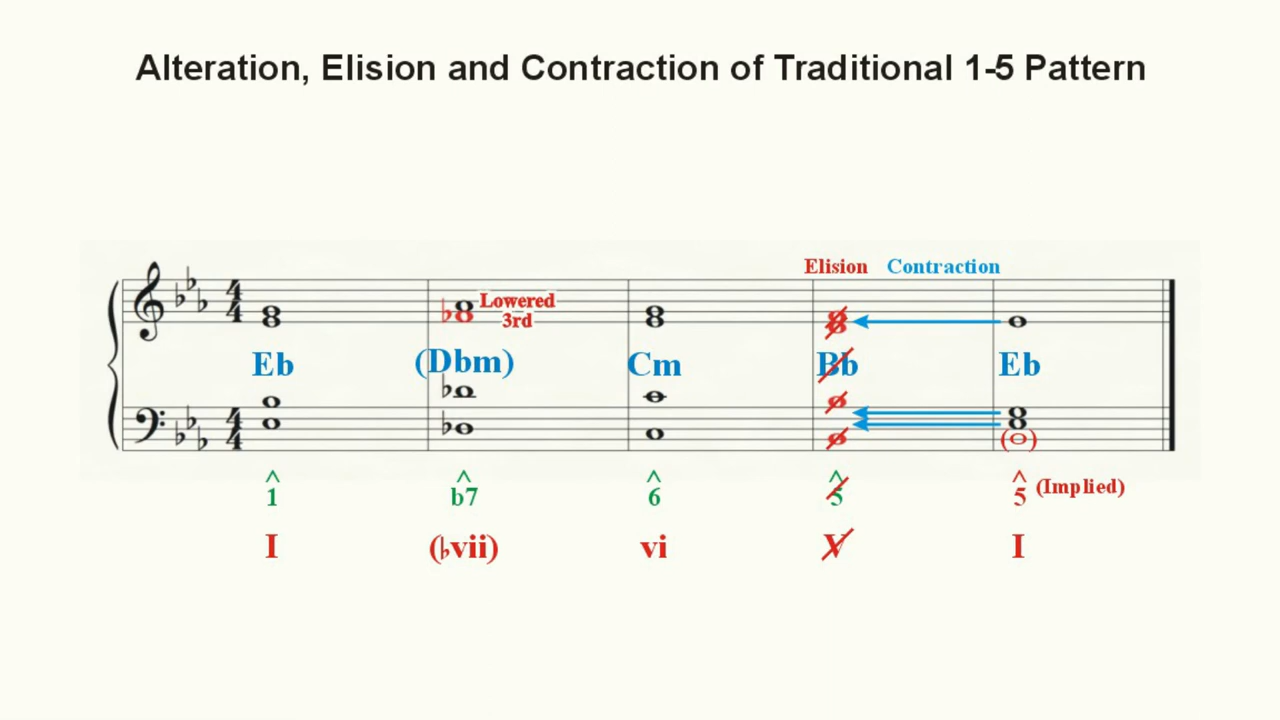 Alteration, Elision and Contraction of Traditional 1-5 Pattern
Elision Contraction
Lowered
3rd
Eb (Dbm) Cm Bb Eb
^ ^ ^ ^ ^
1 b7 6 5 5 (Implied)
I (♭vii) vi V I